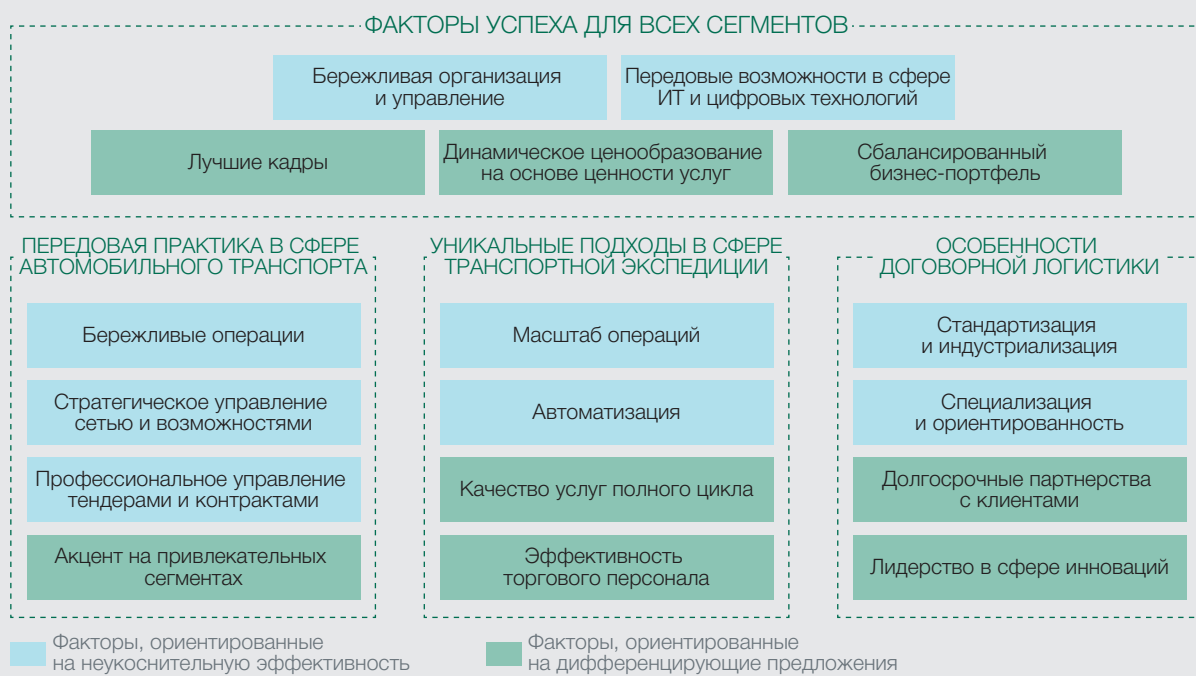 ФАКТОРЫ УСПЕХА ДЛЯ ВСЕХ СЕГМЕНТОВ
Бережливая организация
и управление
Передовые возможности в сфере
ИТ и цифровых технологий
Лучшие кадры
Динамическое ценообразование
на основе ценности услуг
Сбалансированный
бизнес-портфель
ПЕРЕДОВАЯ ПРАКТИКА В СФЕРЕ
АВТОМОБИЛЬНОГО ТРАНСПОРТА
Бережливые операции
Стратегическое управление
сетью и возможностями
Профессиональное управление
тендерами и контрактами
Акцент на привлекательных
сегментах
УНИКАЛЬНЫЕ ПОДХОДЫ В СФЕРЕ
ТРАНСПОРТНОЙ ЭКСПЕДИЦИИ
Масштаб операций
Автоматизация
Качество услуг полного цикла
Эффективность
торгового персонала
ОСОБЕННОСТИ
ДОГОВОРНОЙ ЛОГИСТИКИ
Стандартизация
и индустриализация
Специализация
и ориентированность
Долгосрочные партнерства
с клиентами
Лидерство в сфере инноваций
Факторы, ориентированные
на неукоснительную эффективность
Факторы, ориентированные
на дифференцирующие предложения